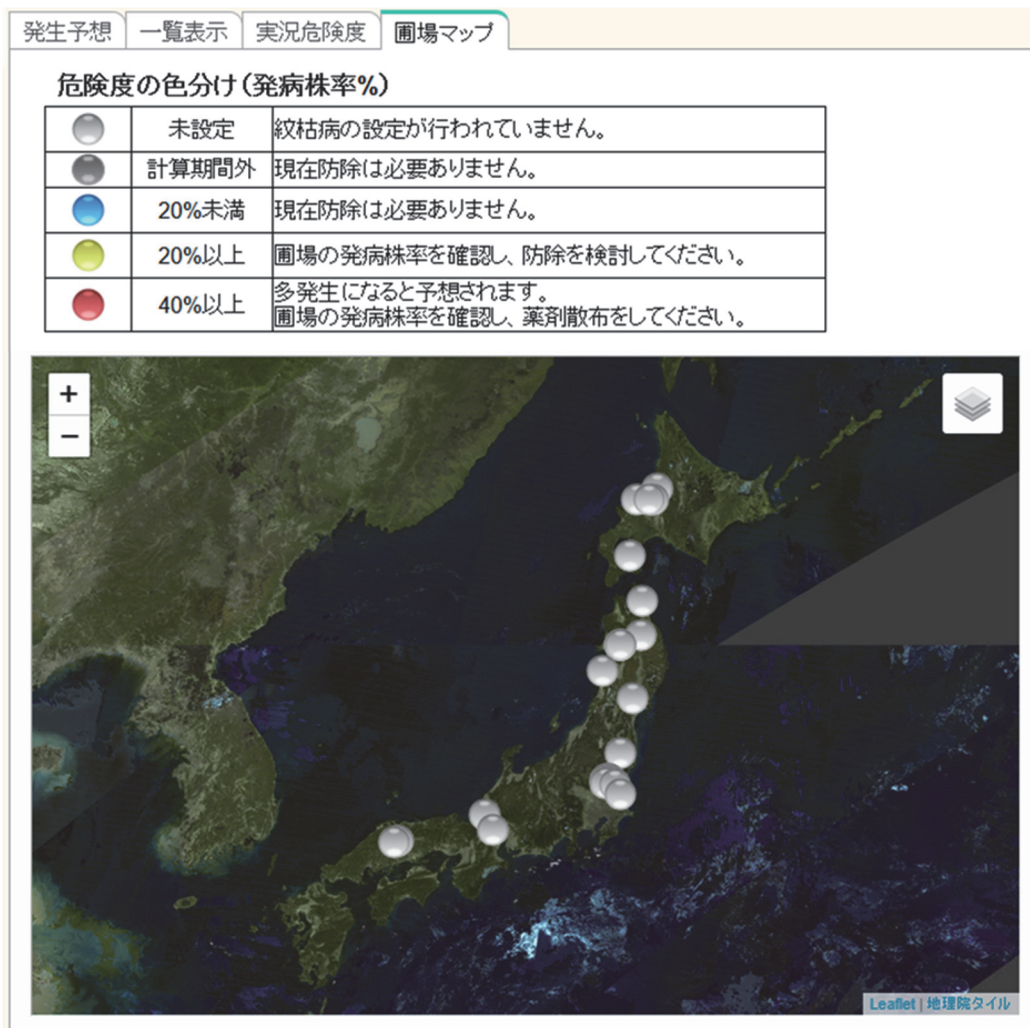 発生予想 一覧表示 実況危険度 圃場マップ
危険度の色分け(発病株率%)
未設定 紋枯病の設定が行われていません。
計算期間外 現在防除は必要ありません。
20%未満 現在防除は必要ありません。
20%以上 圃場の発病株率を確認し、防除を検討してください。
40%以上 多発生になると予想されます。
圃場の発病株率を確認し、薬剤散布をしてください。
+
−
Leaflet | 地理院タイル